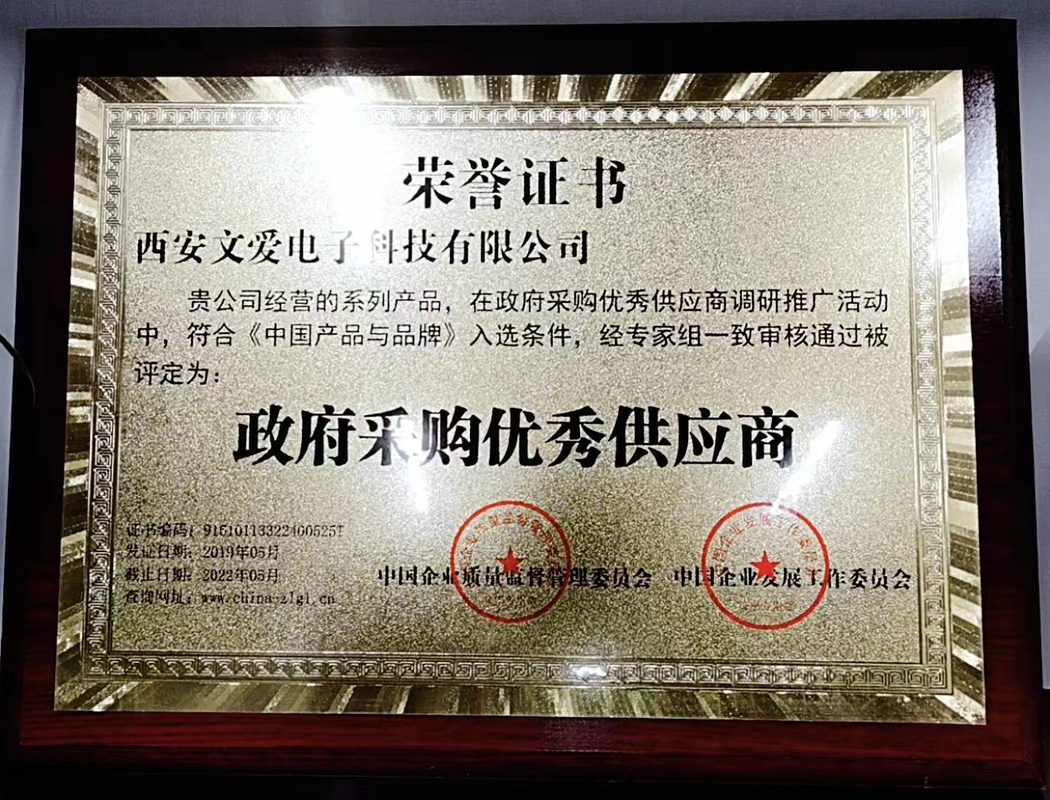 荣誉证书
西安文爱电子科技有限公司
贵公司经营的系列产品，在政府采购优秀供应商调研推广活动
中，符合《中国产品与品牌》入选条件，经专家组一致审核通过被
评定为：
政府采购优秀供应商
证书编码：
发证日期：2019年05月
截止日期：2022年05月
查询网址：www.china-zlgl.cn
中国企业质量监督管理委员会 中国企业发展工作委员会